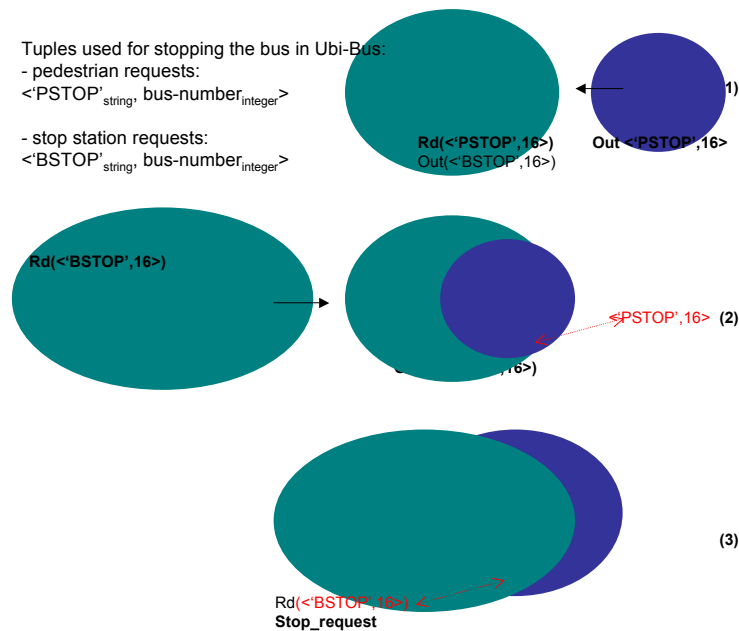 Tuples used for stopping the bus in Ubi-Bus:
- pedestrian requests:
<‘PSTOP’string, bus-numberinteger>
- stop station requests:
<‘BSTOP’string, bus-numberinteger>
1)
Rd(<‘PSTOP’,16>)
Out(<‘BSTOP’,16>)
Out <‘PSTOP’,16>
Rd(<‘BSTOP’,16>)
<‘PSTOP’,16>
(2)
,16>)
(3)
Rd(<‘BSTOP’,16>)
Stop_request